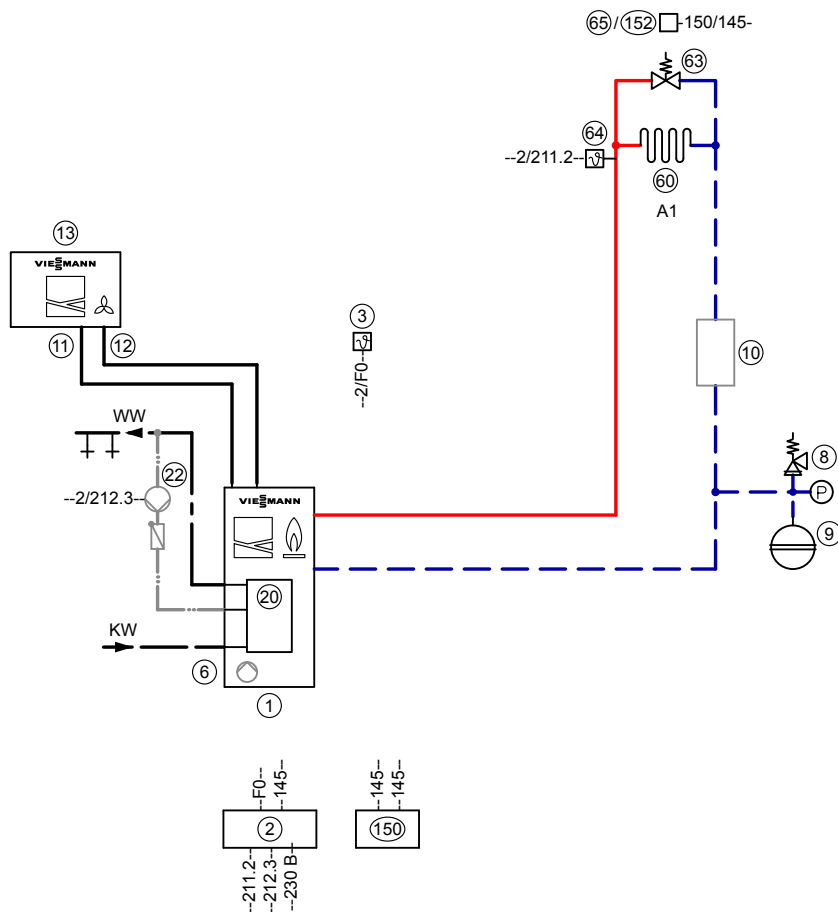 65 / 152 -150/145-
63
64
--2/211.2--
60
A1
13
VIESMANN
11
12
3
--2/F0--
10
WW
22
--2/212.3--
8
P
9
VIESMANN
20
KW
6
1
--F0--
--145---
--145--
--145--
2
150
--211.2--
--212.3--
--230 B--